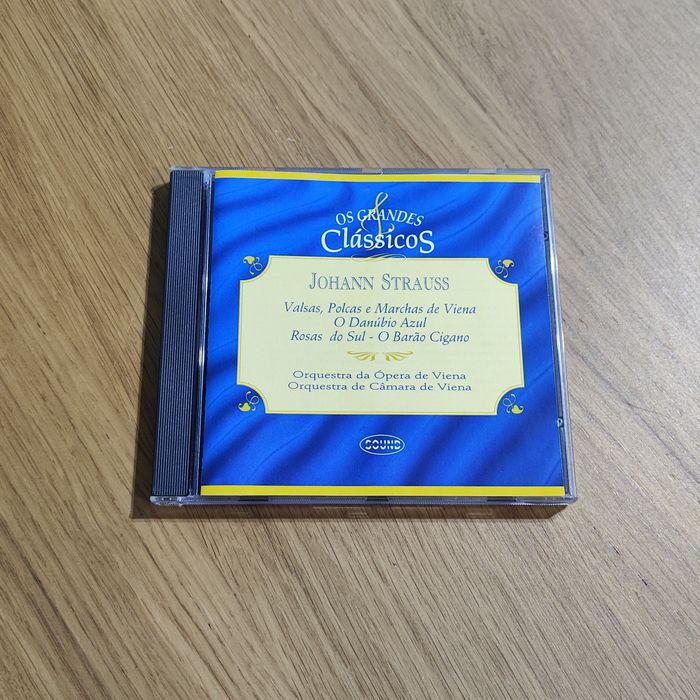 OS GRANDES
Clássicos
JOHANN STRAUSS
Valsas, Polcas e Marchas de Viena
O Danúbio Azul
Rosas do Sul - O Barão Cigano
Orquestra da Ópera de Viena
Orquestra de Câmara de Viena
SOUND